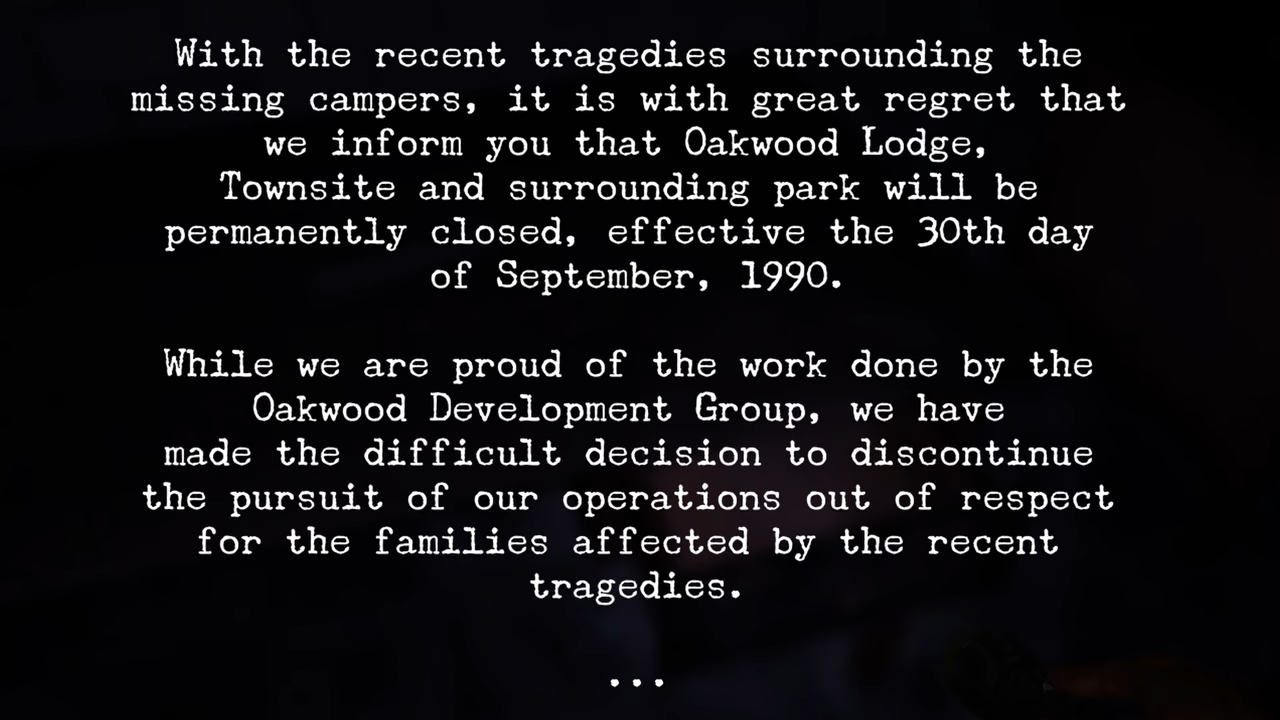 With the recent tragedies surrounding the
missing campers, it is with great regret that
we inform you that Oakwood Lodge,
Townsite and surrounding park will be
permanently closed, effective the 30th day
of September, 1990.
While we are proud of the work done by the
Oakwood Development Group, we have
made the difficult decision to discontinue
the pursuit of our operations out of respect
for the families affected by the recent
tragedies.
...